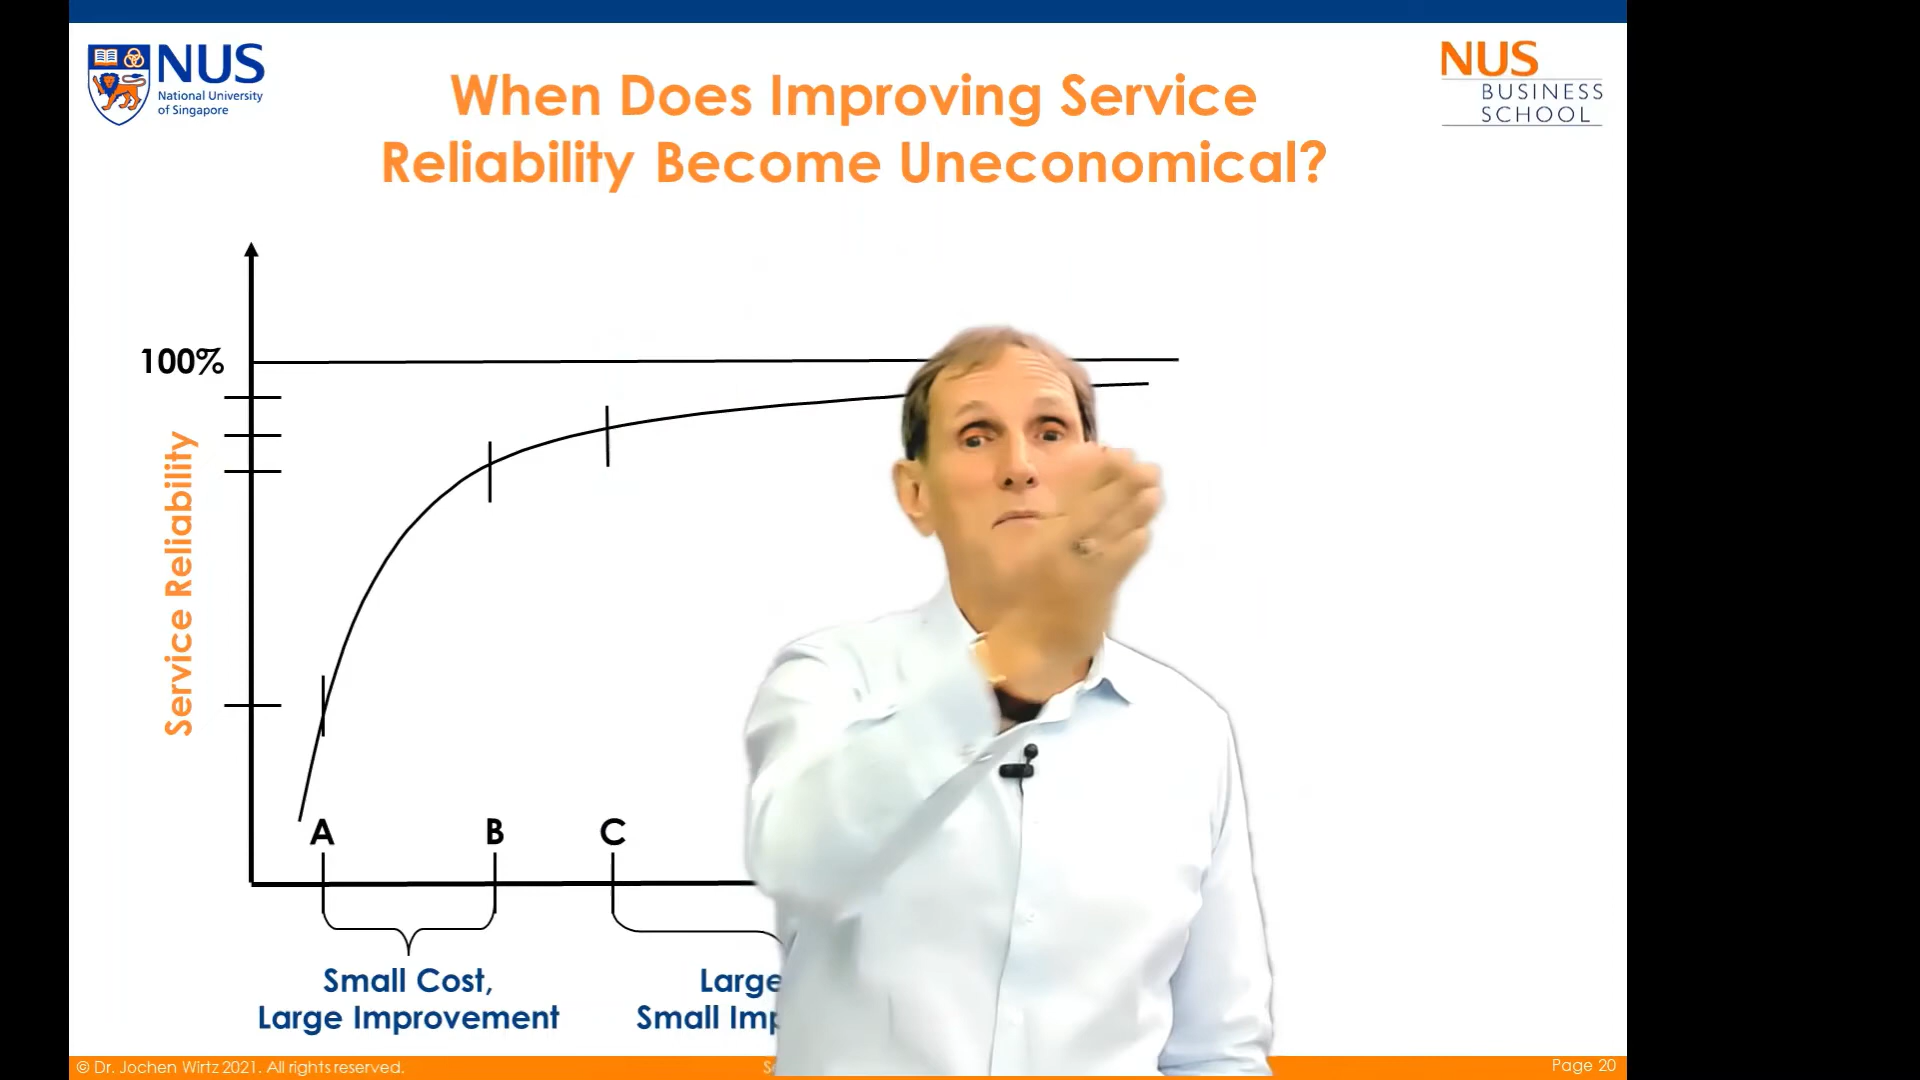 NUS
National University
of Singapore
When Does Improving Service
Reliability Become Uneconomical?
NUS
BUSINESS
SCHOOL
100%
Service Reliability
A
B
C
Small Cost,
Large Improvement
Large
Small
© Dr. Jochen Wirtz 2021. All rights reserved.
Page 20